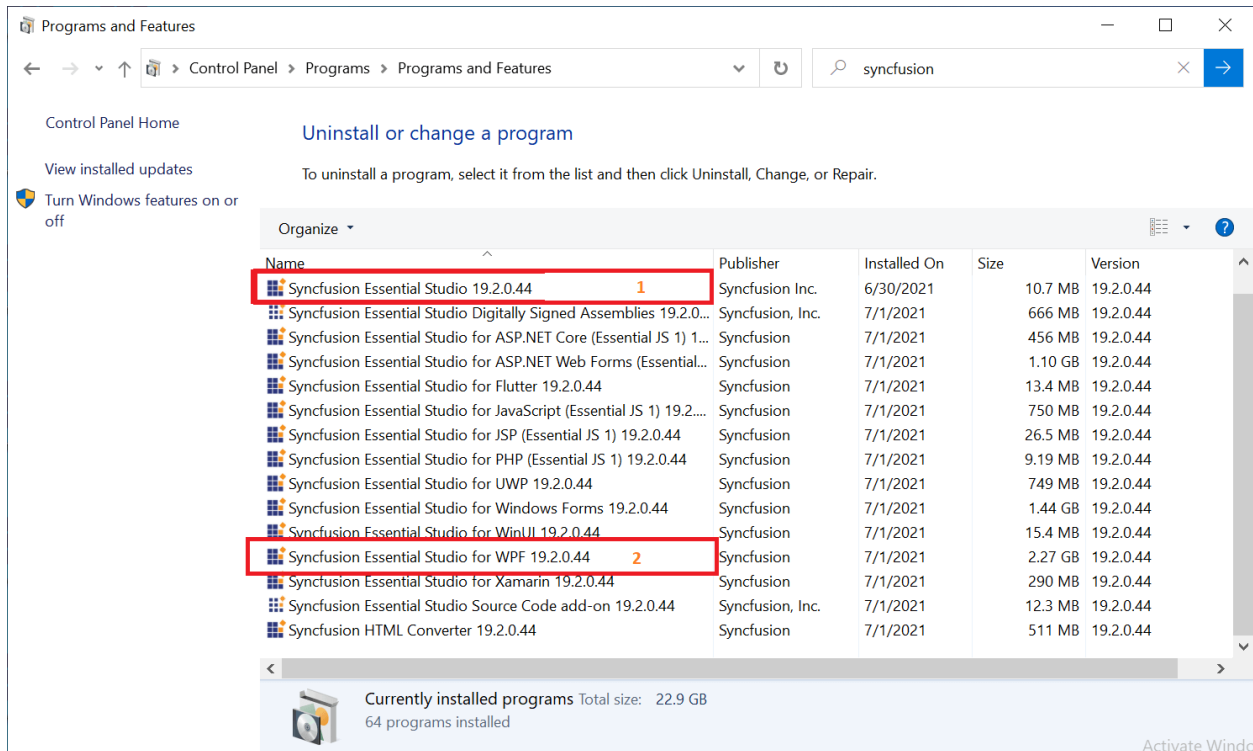 Programs and Features
Control Panel > Programs > Programs and Features
syncfusion
Control Panel Home
View installed updates
Turn Windows features on or
off
Uninstall or change a program
To uninstall a program, select it from the list and then click Uninstall, Change, or Repair.
Organize
?
Name Publisher Installed On Size Version
Syncfusion Essential Studio 19.2.0.44 1 Syncfusion Inc. 6/30/2021 10.7 MB 19.2.0.44
Syncfusion Essential Studio Digitally Signed Assemblies 19.2.0... Syncfusion, Inc. 7/1/2021 666 MB 19.2.0.44
Syncfusion Essential Studio for ASP.NET Core (Essential JS 1) 1... Syncfusion 7/1/2021 456 MB 19.2.0.44
Syncfusion Essential Studio for ASP.NET Web Forms (Essential... Syncfusion 7/1/2021 1.10 GB 19.2.0.44
Syncfusion Essential Studio for Flutter 19.2.0.44 Syncfusion 7/1/2021 13.4 MB 19.2.0.44
Syncfusion Essential Studio for JavaScript (Essential JS 1) 19.2.... Syncfusion 7/1/2021 750 MB 19.2.0.44
Syncfusion Essential Studio for JSP (Essential JS 1) 19.2.0.44 Syncfusion 7/1/2021 26.5 MB 19.2.0.44
Syncfusion Essential Studio for PHP (Essential JS 1) 19.2.0.44 Syncfusion 7/1/2021 9.19 MB 19.2.0.44
Syncfusion Essential Studio for UWP 19.2.0.44 Syncfusion 7/1/2021 749 MB 19.2.0.44
Syncfusion Essential Studio for Windows Forms 19.2.0.44 Syncfusion 7/1/2021 1.44 GB 19.2.0.44
Syncfusion Essential Studio for WinUI 19.2.0.44 Syncfusion 7/1/2021 15.4 MB 19.2.0.44
Syncfusion Essential Studio for WPF 19.2.0.44 2 Syncfusion 7/1/2021 2.27 GB 19.2.0.44
Syncfusion Essential Studio for Xamarin 19.2.0.44 Syncfusion 7/1/2021 290 MB 19.2.0.44
Syncfusion Essential Studio Source Code add-on 19.2.0.44 Syncfusion, Inc. 7/1/2021 12.3 MB 19.2.0.44
Syncfusion HTML Converter 19.2.0.44 Syncfusion 7/1/2021 511 MB 19.2.0.44
Currently installed programs Total size: 22.9 GB
64 programs installed
Activate